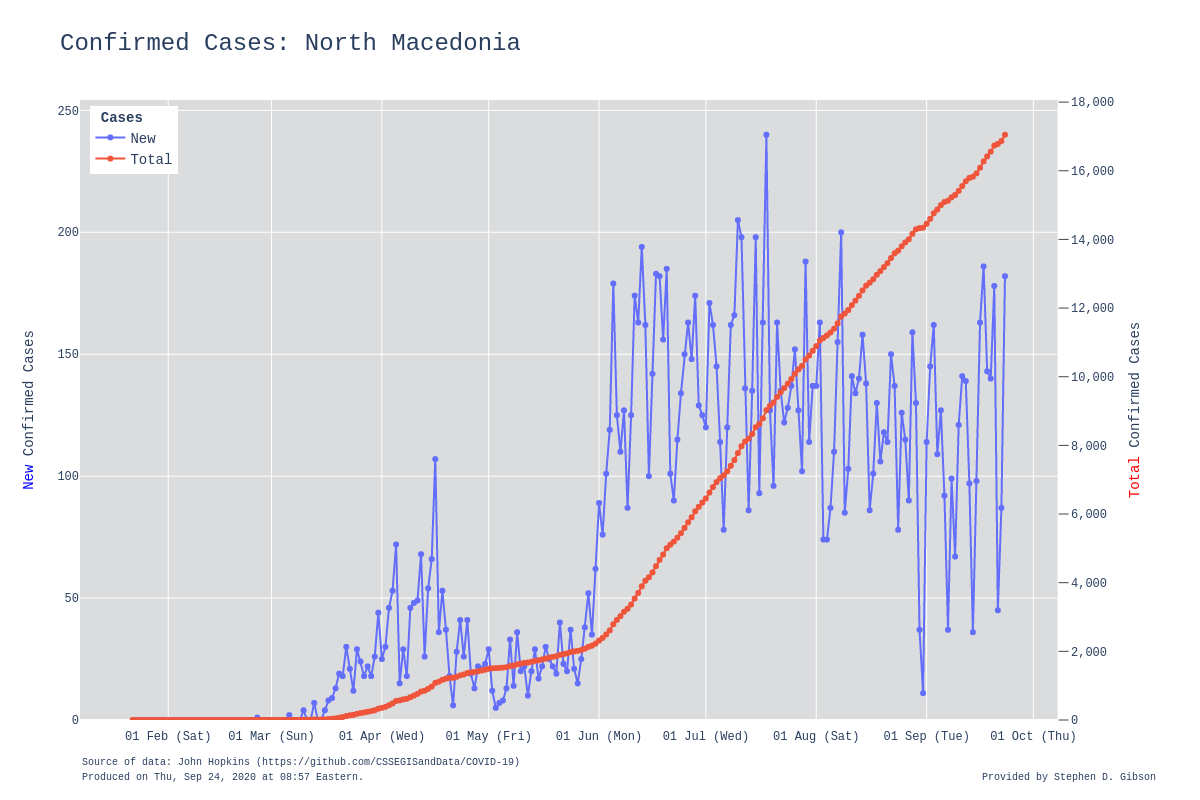 Confirmed Cases: North Macedonia
Cases
New
Total
250
200
150
100
50
0
New Confirmed Cases
18,000
16,000
14,000
12,000
10,000
8,000
6,000
4,000
2,000
0
Total Confirmed Cases
01 Feb (Sat) 01 Mar (Sun) 01 Apr (Wed) 01 May (Fri) 01 Jun (Mon) 01 Jul (Wed) 01 Aug (Sat) 01 Sep (Tue) 01 Oct (Thu)
Source of data: John Hopkins (https://github.com/CSSEGISandData/COVID-19)
Produced on Thu, Sep 24, 2020 at 08:57 Eastern.
Provided by Stephen D. Gibson